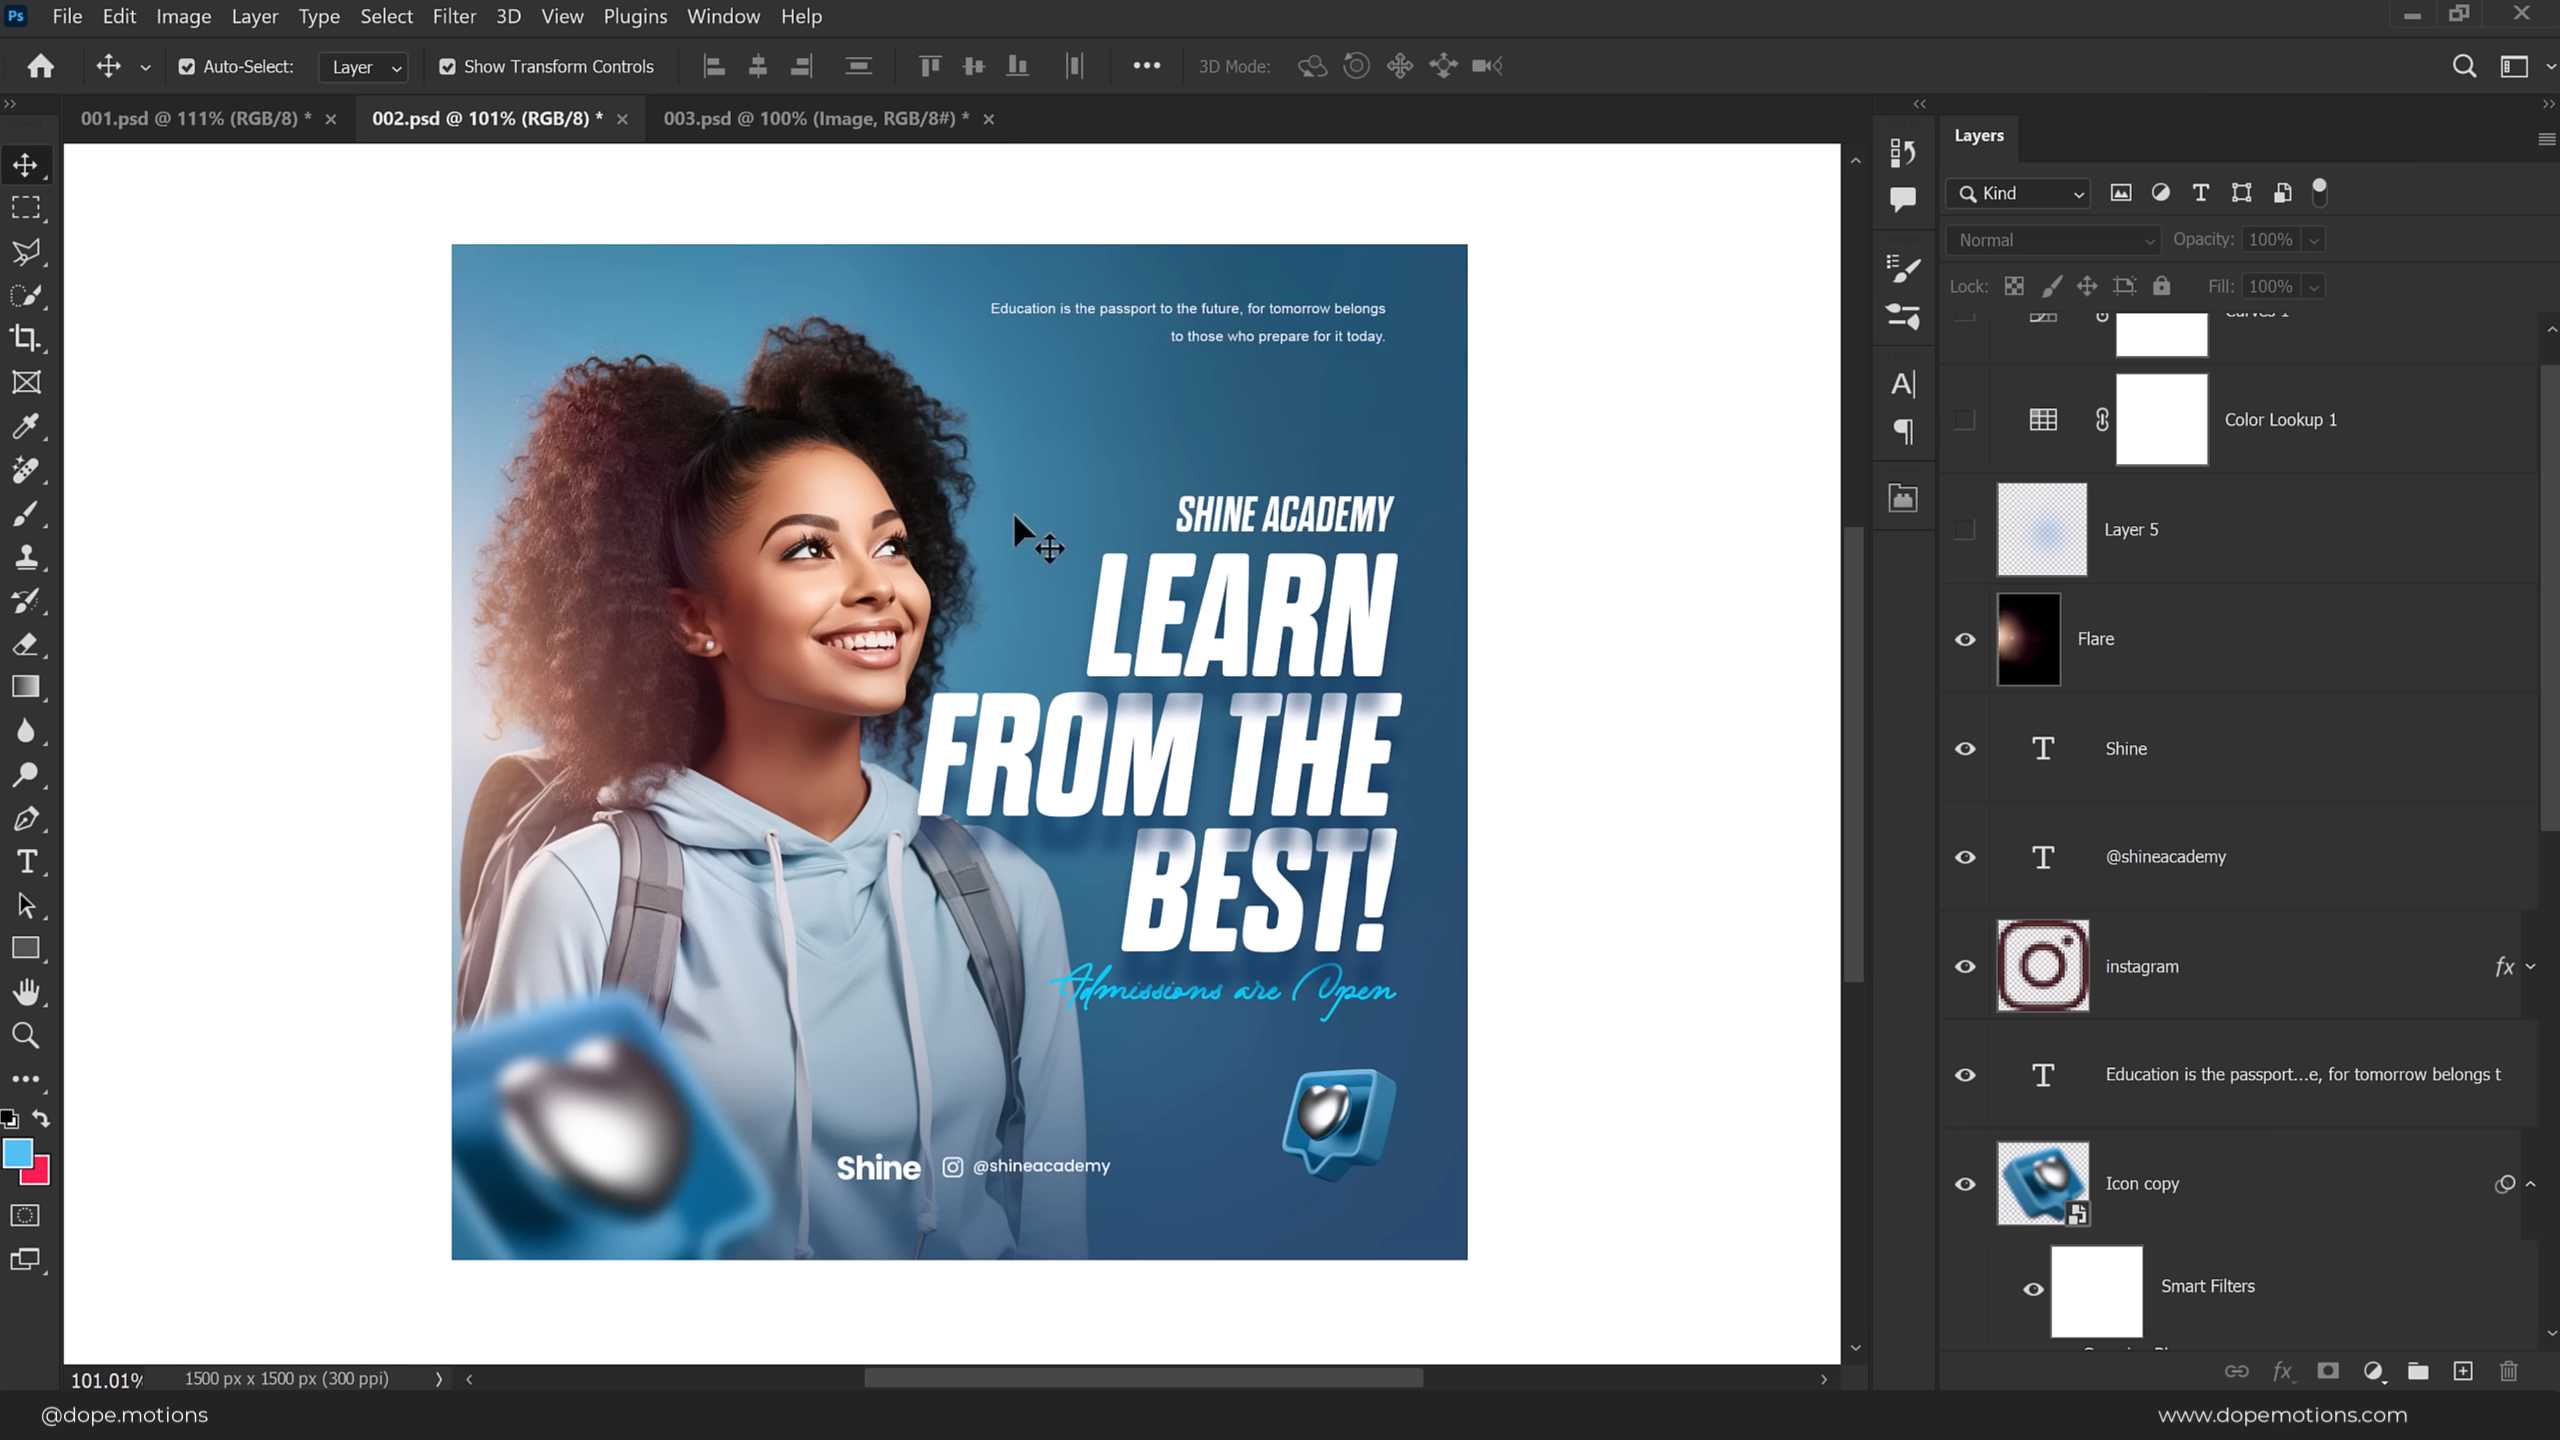 Ps File Edit Image Layer Type Select Filter 3D View Plugins Window Help
Auto-Select: Layer Show Transform Controls 3D Mode:
001.psd @ 111% (RGB/8) * 002.psd @ 101% (RGB/8) * 003.psd @ 100% (Image, RGB/8#) *
Layers
Kind
Normal Opacity: 100%
Lock: Fill: 100%
Curves 1
Color Lookup 1
Layer 5
Flare
Shine
@shineacademy
instagram
fx
Education is the passport...e, for tomorrow belongs t
Icon copy
Smart Filters
Education is the passport to the future, for tomorrow belongs
to those who prepare for it today.
SHINE ACADEMY
LEARN
FROM THE
BEST!
Admissions are Open
Shine @shineacademy
101.01% 1500 px x 1500 px (300 ppi)
fx
@dope.motions
www.dopemotions.com